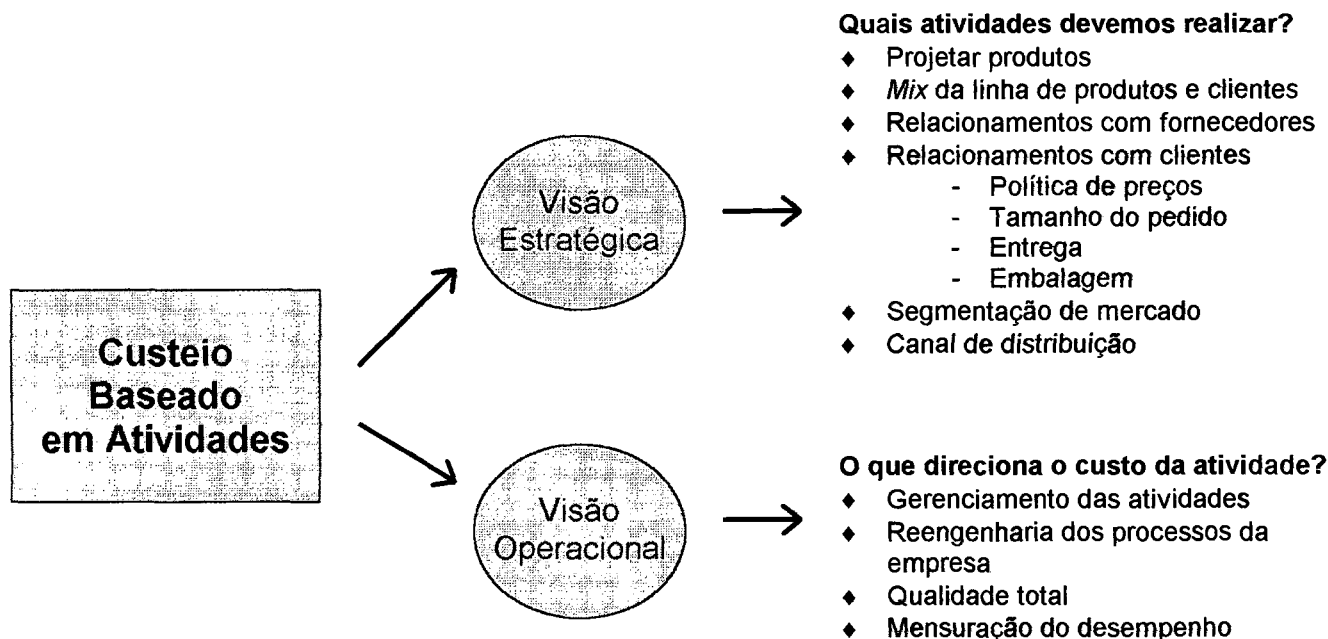 Custeio
Baseado
em Atividades
Visão
Estratégica
Quais atividades devemos realizar?
♦ Projetar produtos
♦ Mix da linha de produtos e clientes
♦ Relacionamentos com fornecedores
♦ Relacionamentos com clientes
- Política de preços
- Tamanho do pedido
- Entrega
- Embalagem
♦ Segmentação de mercado
♦ Canal de distribuição
Visão
Operacional
O que direciona o custo da atividade?
♦ Gerenciamento das atividades
♦ Reengenharia dos processos da
empresa
♦ Qualidade total
♦ Mensuração do desempenho